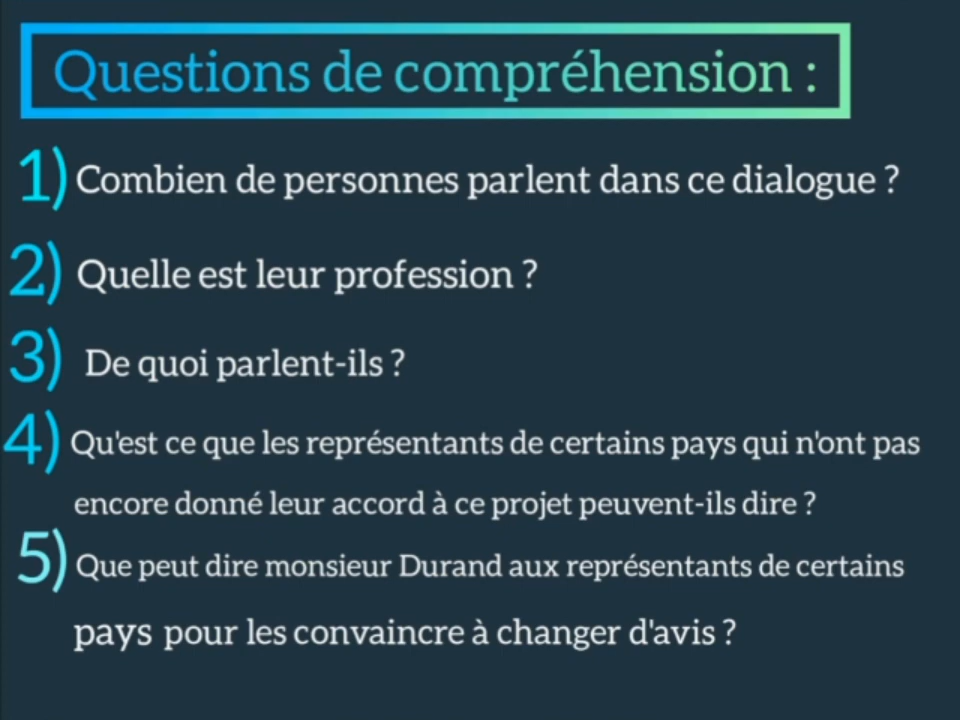 Questions de compréhension :
1) Combien de personnes parlent dans ce dialogue ?
2) Quelle est leur profession ?
3) De quoi parlent-ils ?
4) Qu'est ce que les représentants de certains pays qui n'ont pas
encore donné leur accord à ce projet peuvent-ils dire ?
5) Que peut dire monsieur Durand aux représentants de certains
pays pour les convaincre à changer d'avis ?